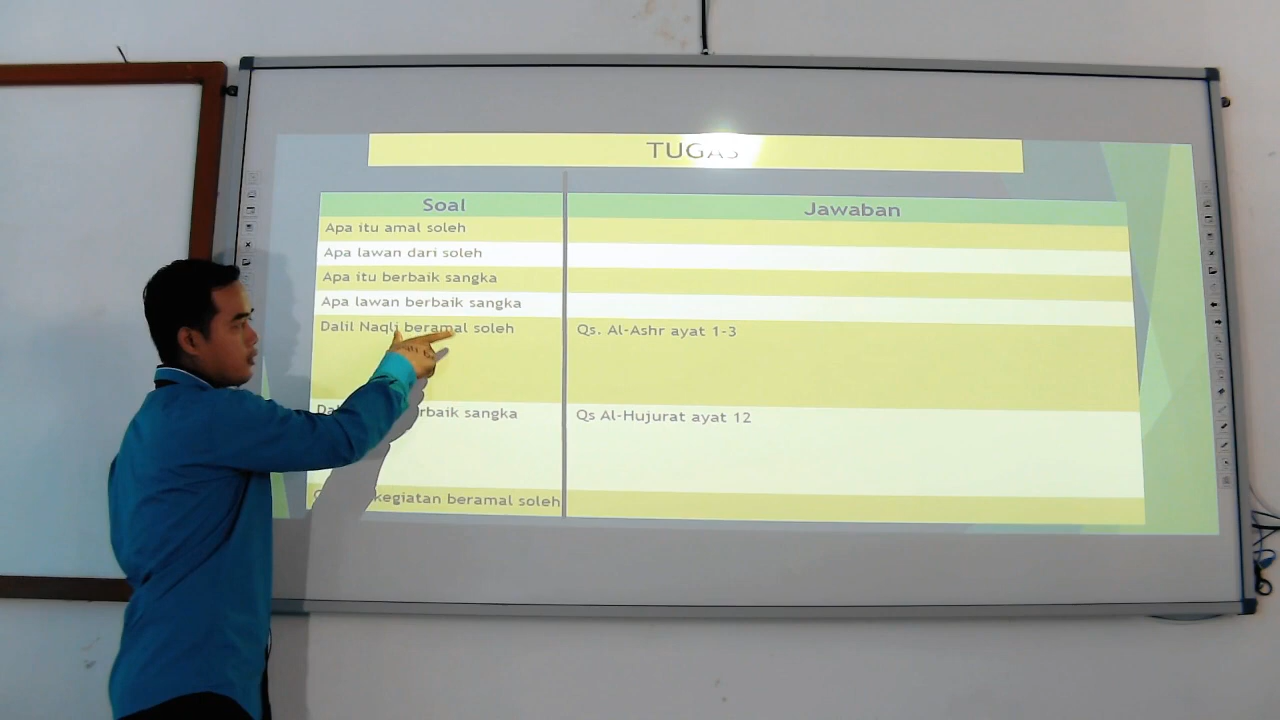 TUGAS
Soal
Jawaban
Apa itu amal soleh
Apa lawan dari soleh
Apa itu berbaik sangka
Apa lawan berbaik sangka
Dalil Naqli beramal soleh
Qs. Al-Ashr ayat 1-3
sangka
Qs Al-Hujurat ayat 12
kegiatan beramal soleh